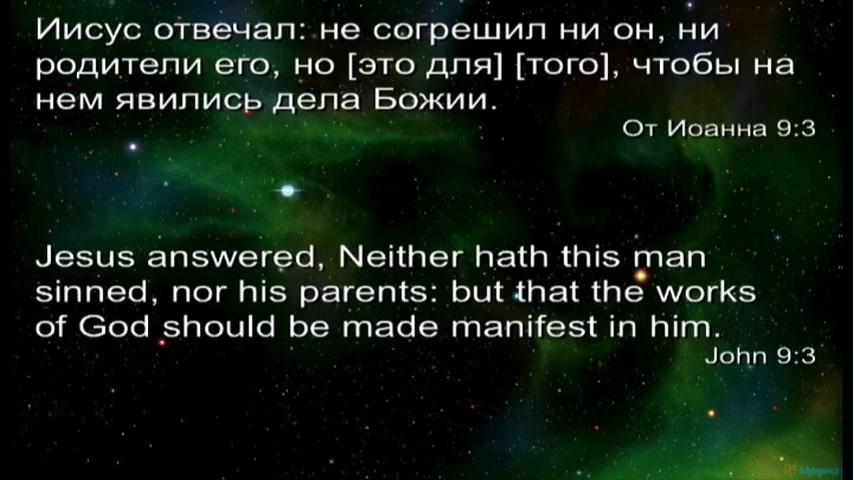 Иисус отвечал: не согрешил ни он, ни
родители его, но [это для] [того], чтобы на
нем явились дела Божии.
От Иоанна 9:3
Jesus answered, Neither hath this man
sinned, nor his parents: but that the works
of God should be made manifest in him.
John 9:3